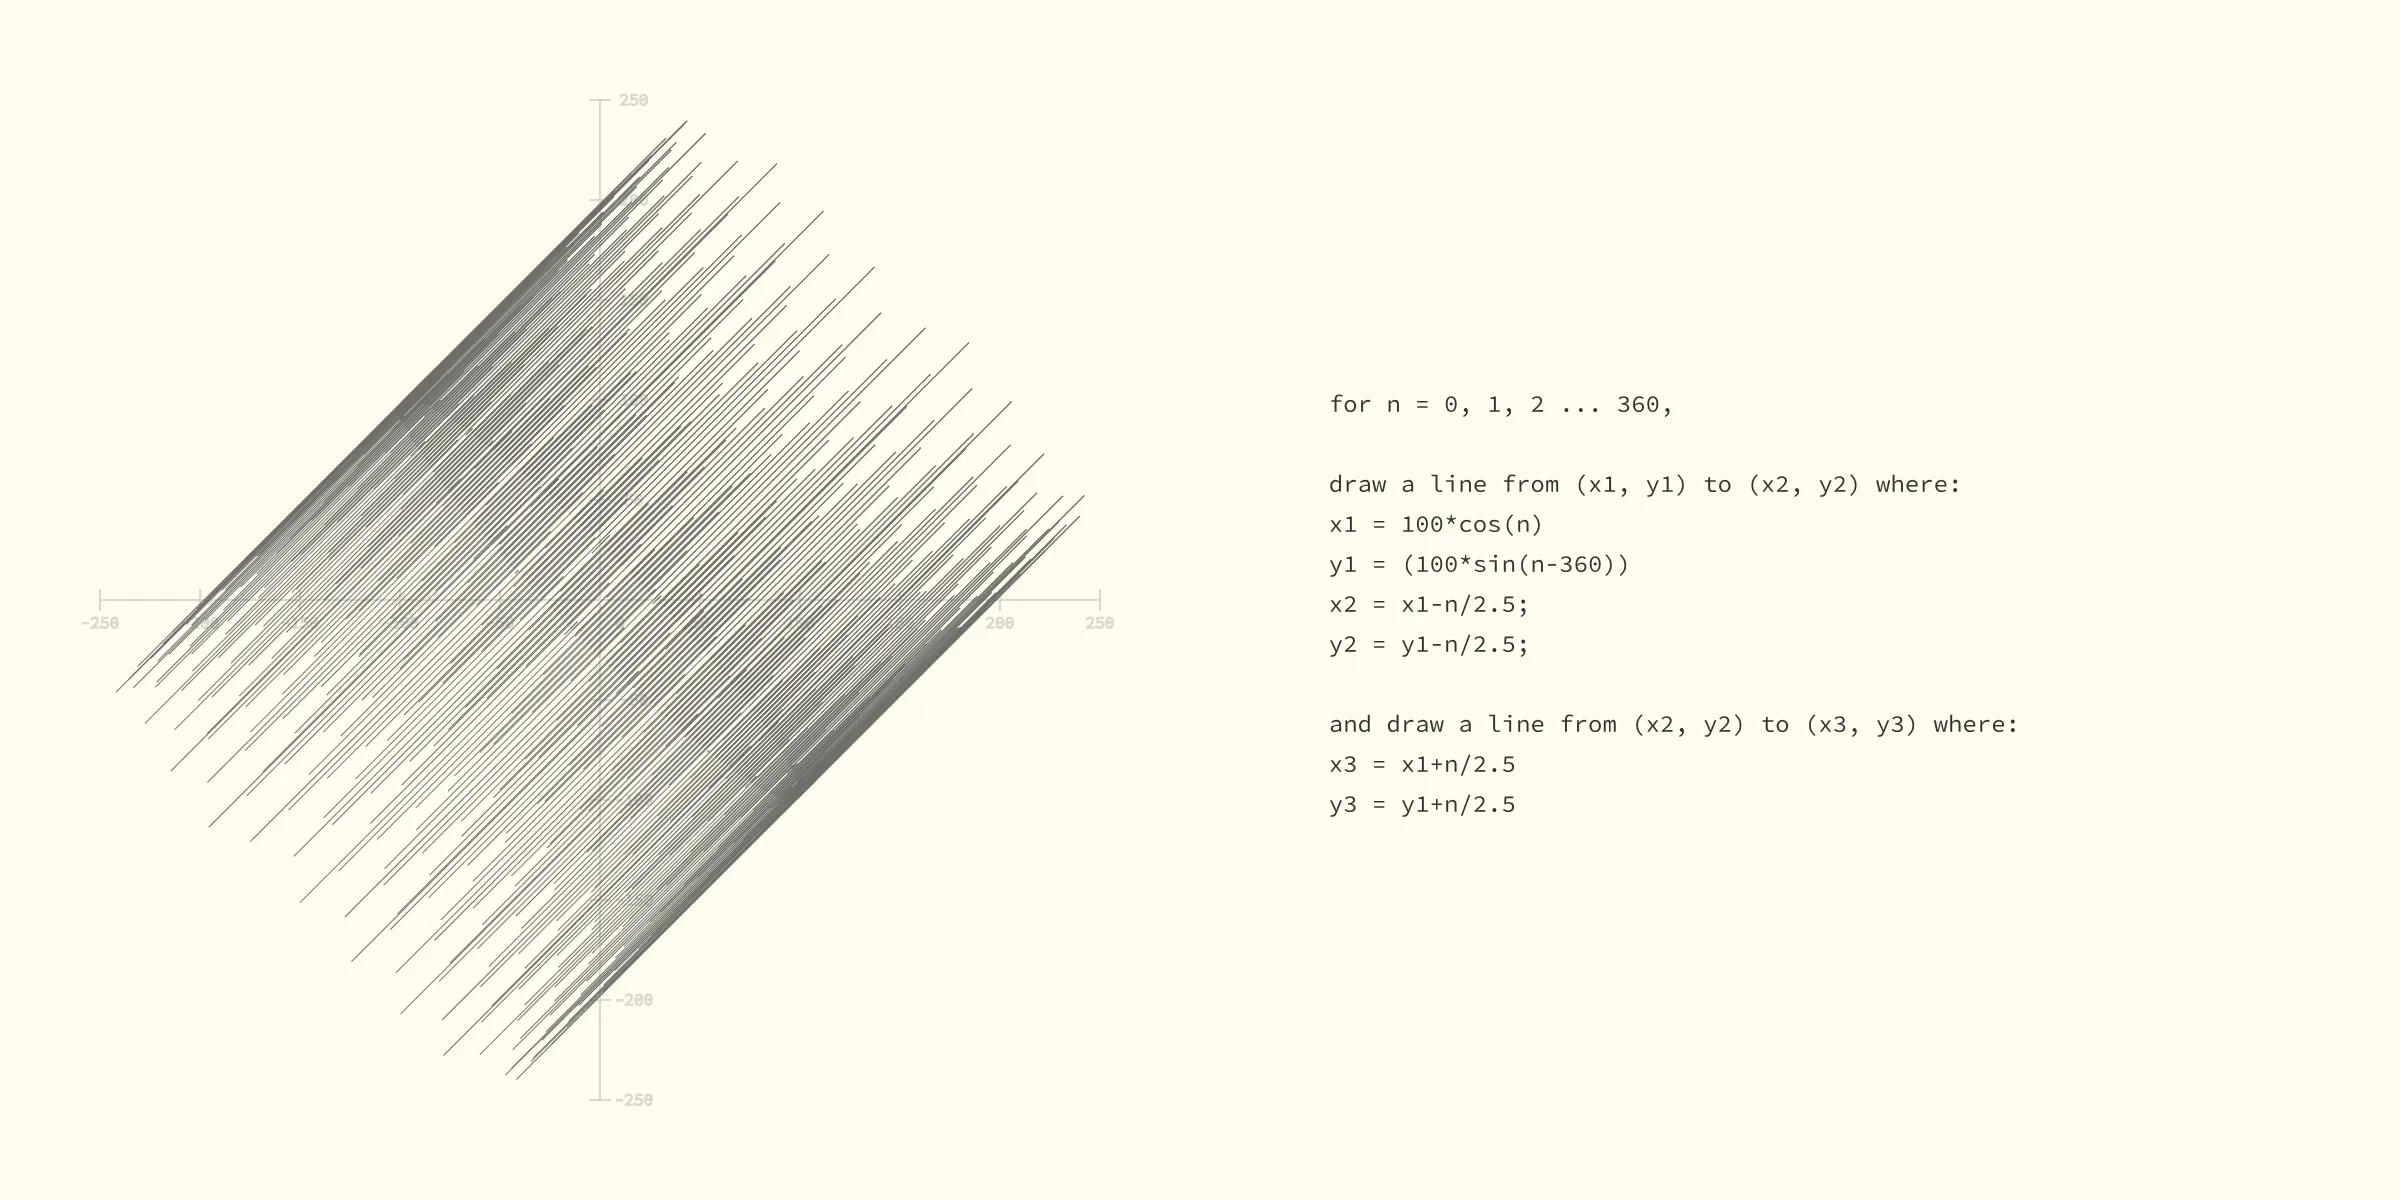 250
-250
200
250
-200
-250
for n = 0, 1, 2 ... 360,
draw a line from (x1, y1) to (x2, y2) where:
x1 = 100*cos(n)
y1 = (100*sin(n-360))
x2 = x1-n/2.5;
y2 = y1-n/2.5;
and draw a line from (x2, y2) to (x3, y3) where:
x3 = x1+n/2.5
y3 = y1+n/2.5